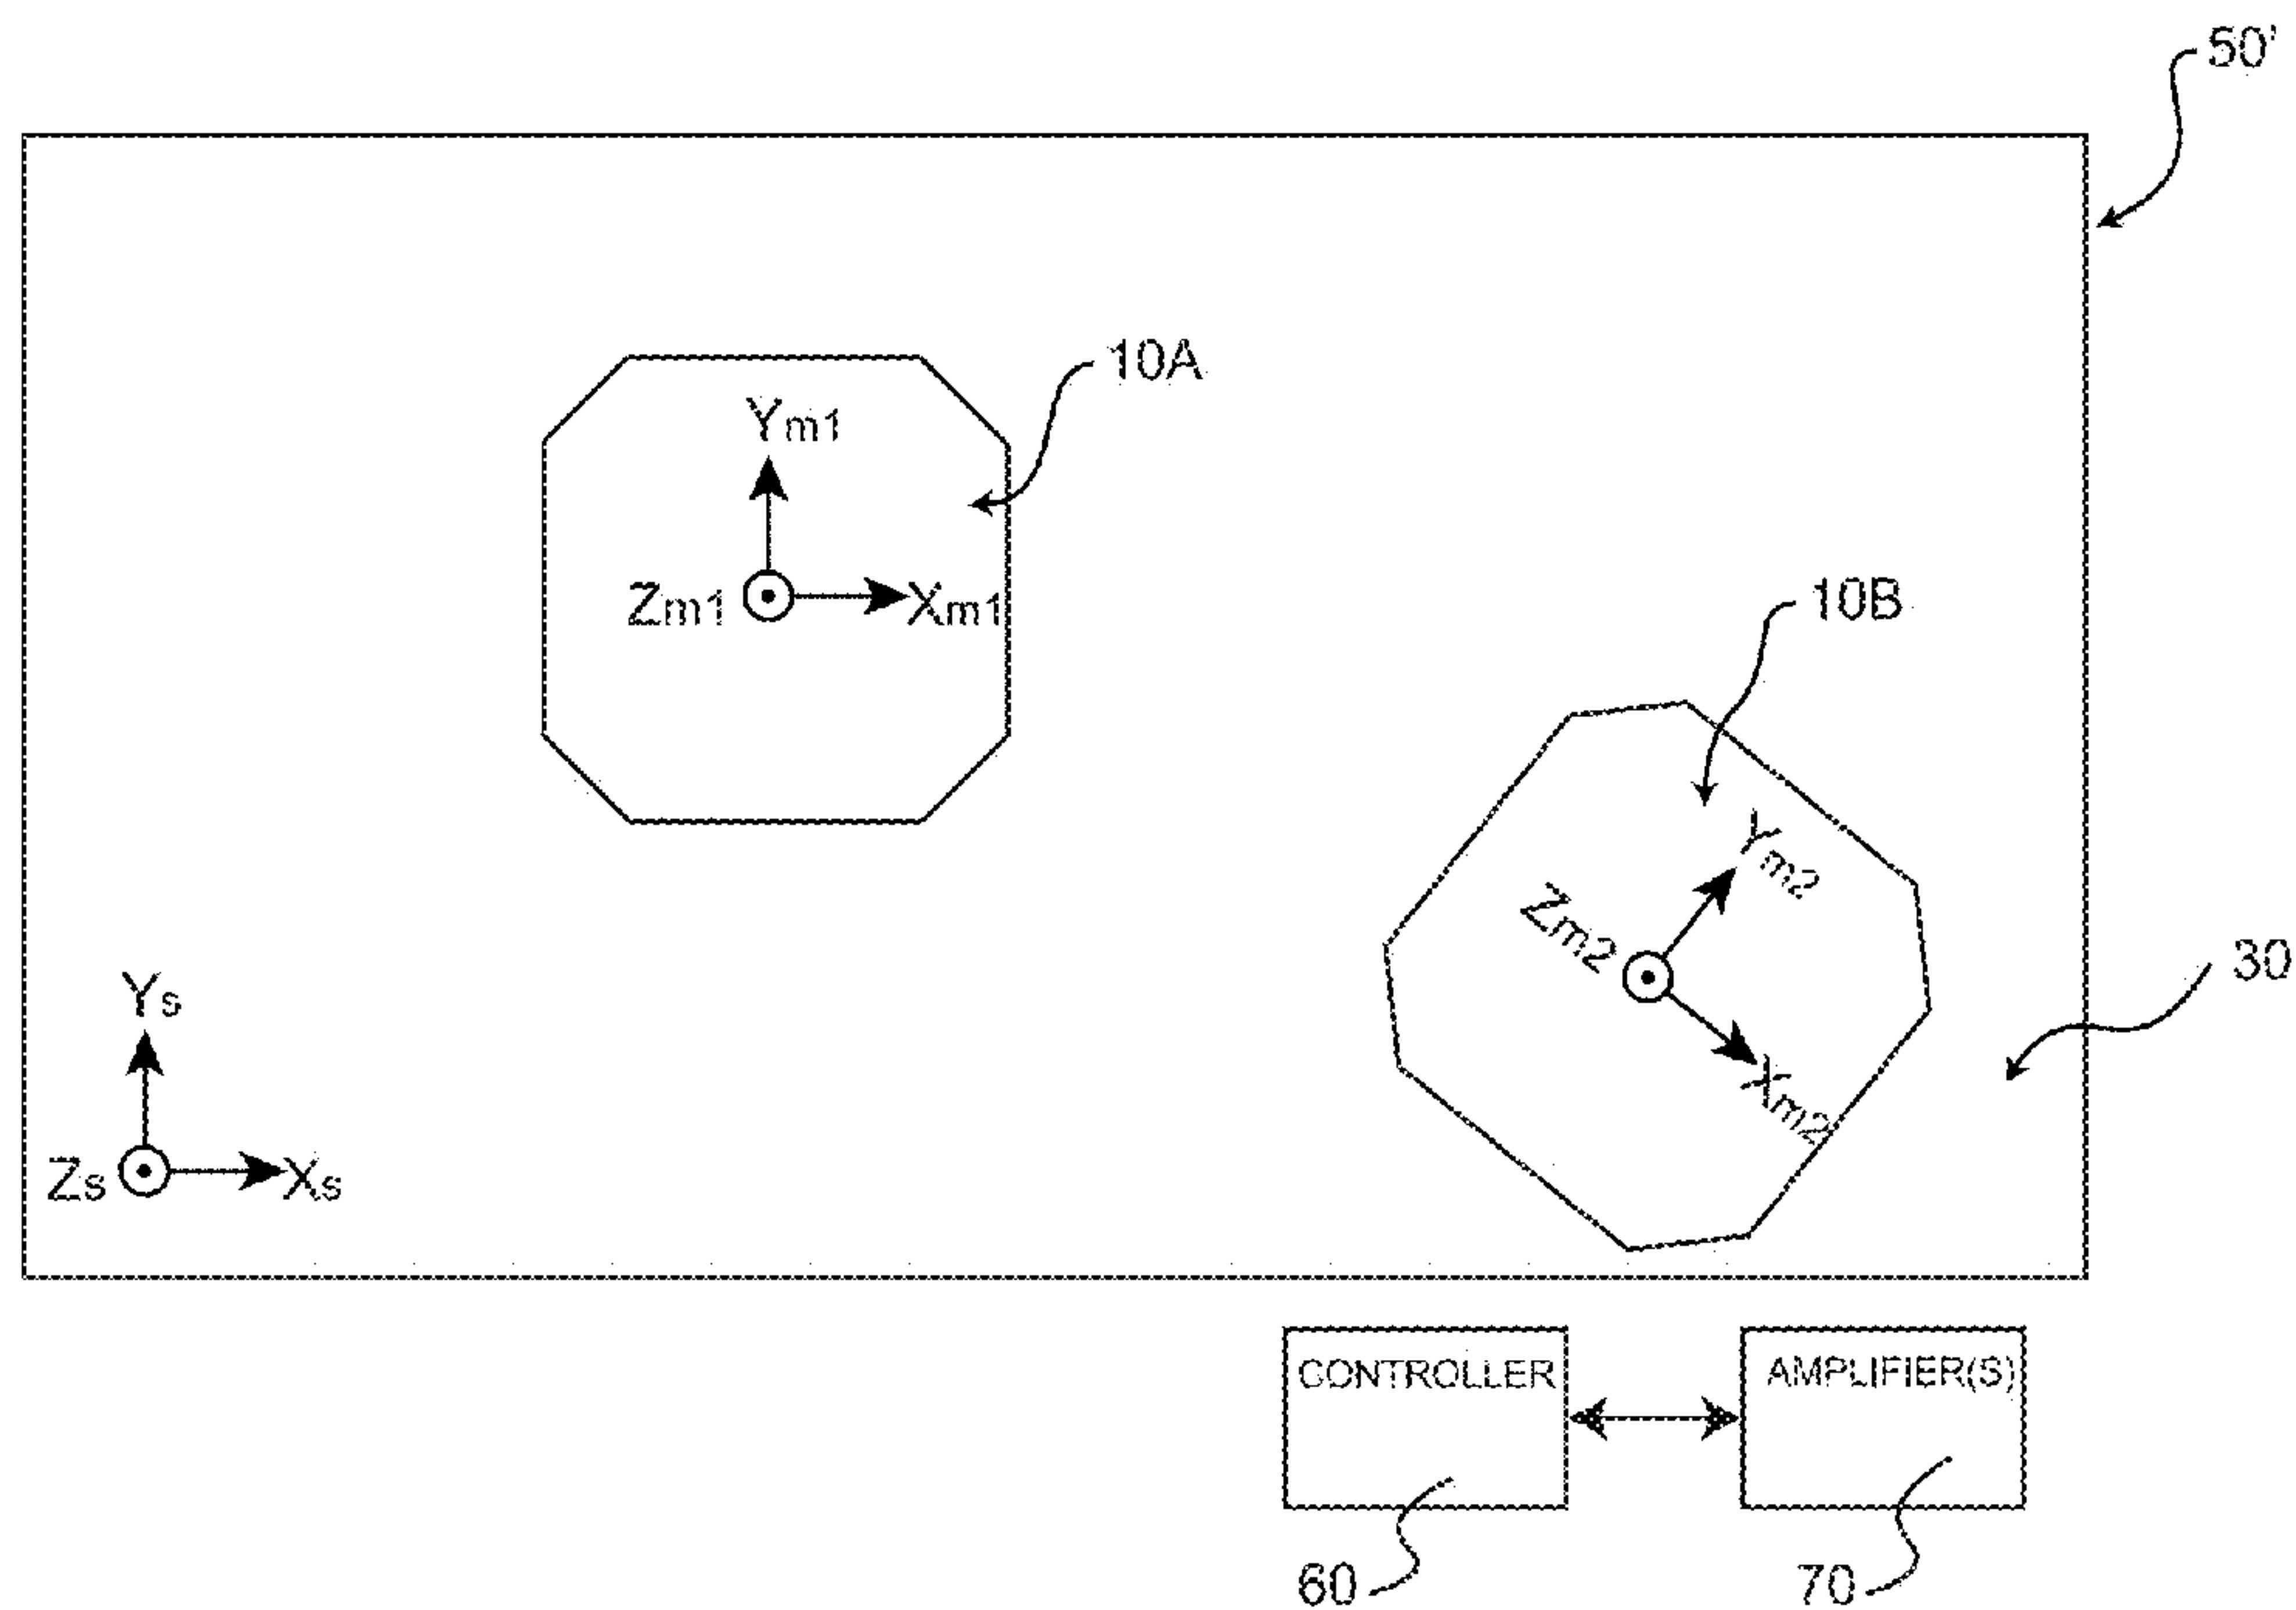 50'
10A
Ym1
Zm1
Xm1
10B
Ym2
Zm2
Xm2
30
Ys
Zs
Xs
CONTROLLER
AMPLIFIER(S)
60
70